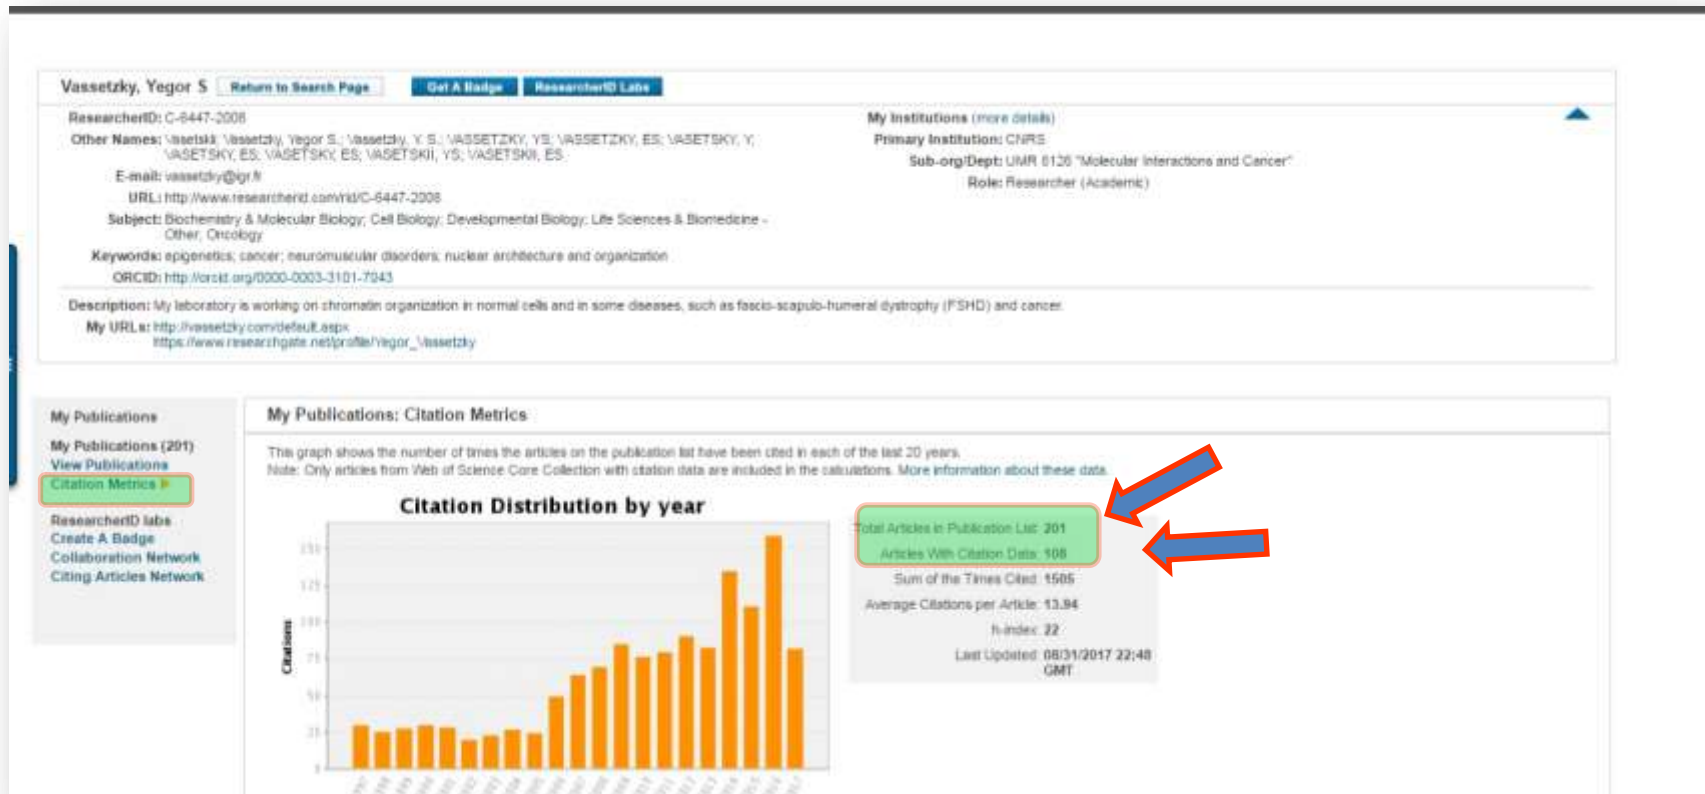 Vassetzky, Yegor S
Return to Search Page
Get A Badge
ResearcherID Labs
ResearcherID: C-6447-2008
Other Names: Vasetskii; Vassetzky, Yegor S.; Vassetzky, Y. S.; VASSETZKY, YS; VASSETZKY, ES; VASETSKY, Y;
VASETSKY, ES; VASETSKY, ES; VASETSKII, YS; VASETSKII, ES
E-mail: vassetzky@igr.fr
URL: http://www.researcherid.com/rid/C-6447-2008
Subject: Biochemistry & Molecular Biology; Cell Biology; Developmental Biology; Life Sciences & Biomedicine -
Other; Oncology
Keywords: epigenetics; cancer; neuromuscular disorders; nuclear architecture and organization
ORCID: http://orcid.org/0000-0003-3101-7043
My Institutions (more details)
Primary Institution: CNRS
Sub-org/Dept: UMR 8126 "Molecular Interactions and Cancer"
Role: Researcher (Academic)
Description: My laboratory is working on chromatin organization in normal cells and in some diseases, such as fascio-scapulo-humeral dystrophy (FSHD) and cancer.
My URLs: http://vassetzky.com/default.aspx
https://www.researchgate.net/profile/Yegor_Vassetzky
My Publications
My Publications (201)
View Publications
Citation Metrics
ResearcherID labs
Create A Badge
Collaboration Network
Citing Articles Network
My Publications: Citation Metrics
This graph shows the number of times the articles on the publication list have been cited in each of the last 20 years.
Note: Only articles from Web of Science Core Collection with citation data are included in the calculations. More information about these data.
Citation Distribution by year
Citations
150
125
100
75
50
25
0
Total Articles in Publication List: 201
Articles With Citation Data: 108
Sum of the Times Cited: 1505
Average Citations per Article: 13.94
h-index: 22
Last Updated: 08/31/2017 22:48
GMT